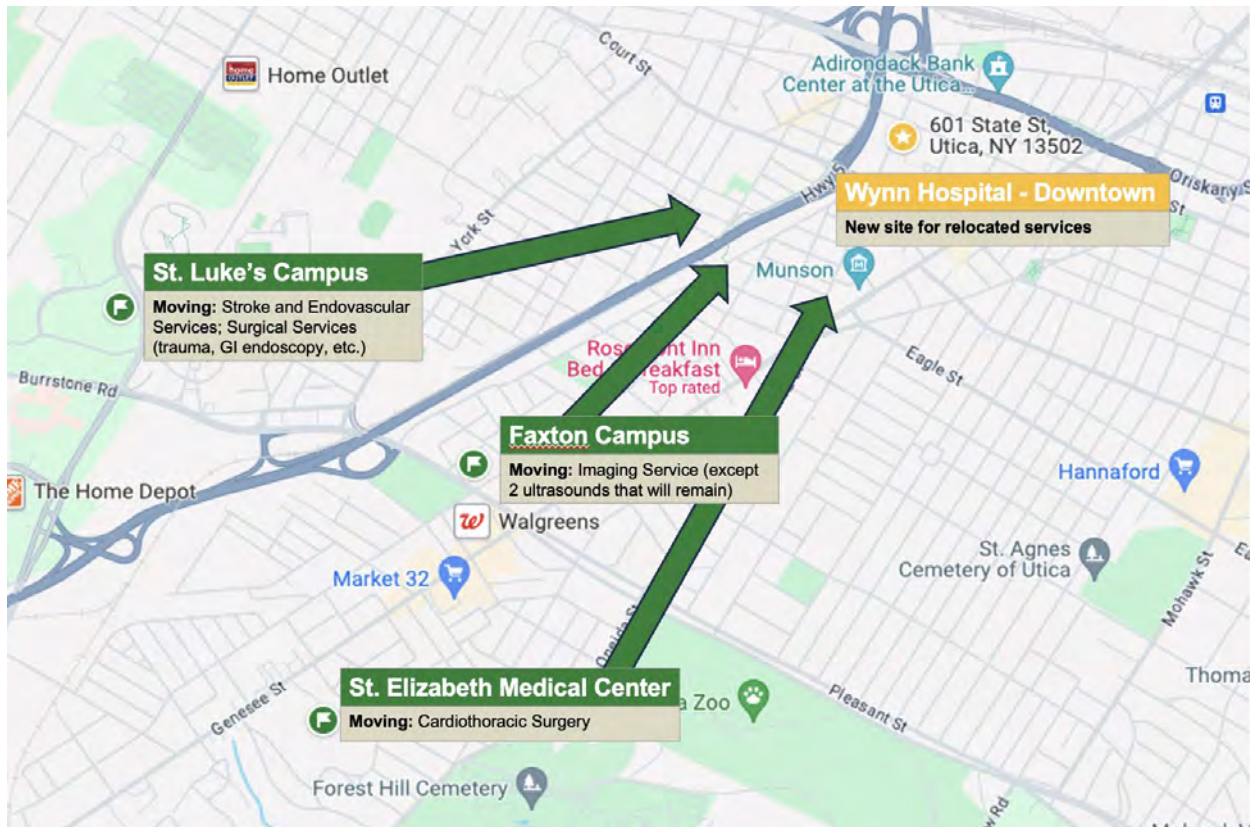 Court St
Adirondack Bank
Center at the Utica...
Home Outlet
601 State St,
Utica, NY 13502
Oriskany S
St
Hwy 5
Wynn Hospital - Downtown
New site for relocated services
York St
St. Luke's Campus
Moving: Stroke and Endovascular
Services; Surgical Services
(trauma, GI endoscopy, etc.)
Munson
Burrstone Rd
Eagle St
Inn
Bed
eakfast
Top rated
Faxton Campus
Moving: Imaging Service (except
2 ultrasounds that will remain)
Hannaford
The Home Depot
Walgreens
St. Agnes
Cemetery of Utica
Market 32
Mohawk St
Oneida St
Thoma
St. Elizabeth Medical Center
Moving: Cardiothoracic Surgery
a Zoo
Genesee St
Pleasant St
Forest Hill Cemetery
w Rd